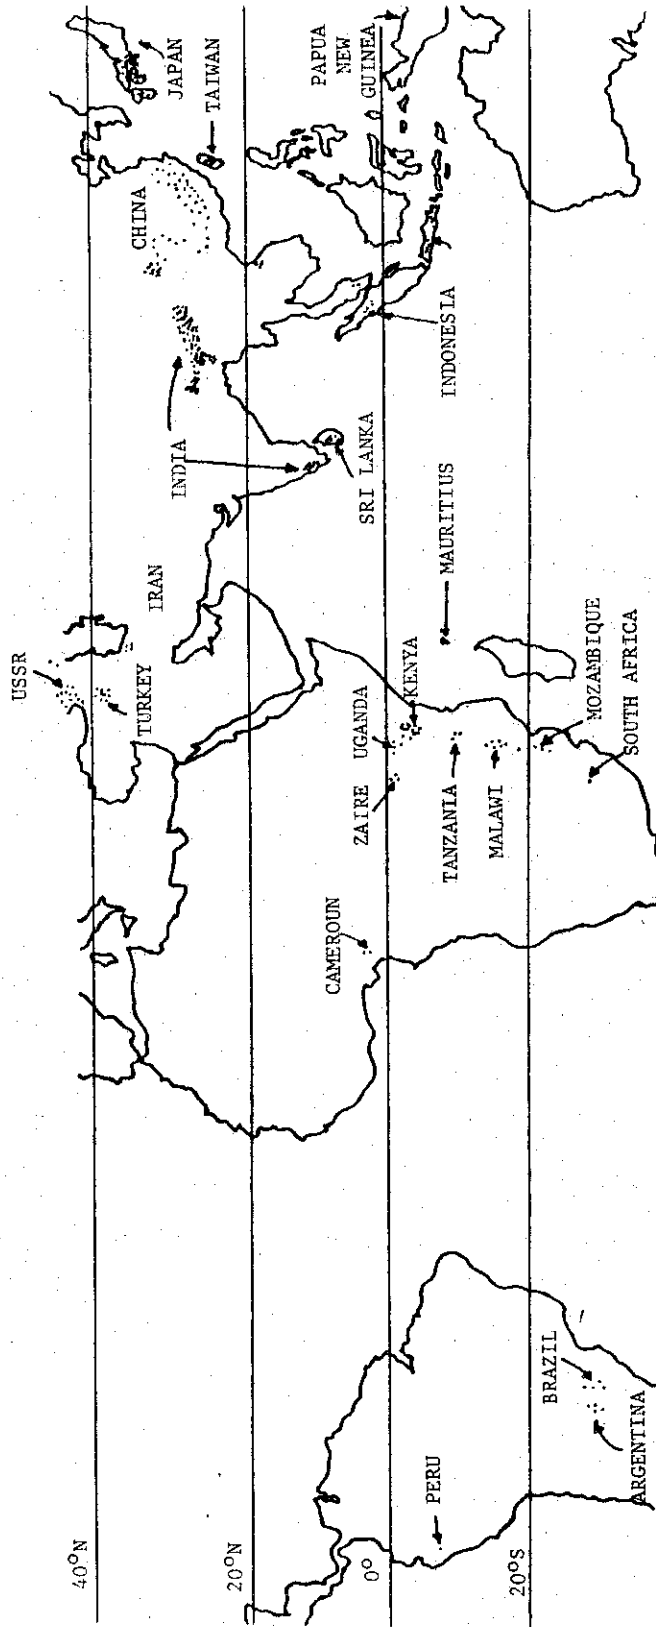 40°N
20°N
0°
20°S
USSR
TURKEY
IRAN
INDIA
CHINA
JAPAN
TAIWAN
PAPUA
NEW
GUINEA
SRI LANKA
INDONESIA
MAURITIUS
CAMEROUN
ZAIRE
UGANDA
KENYA
TANZANIA
MALAWI
MOZAMBIQUE
SOUTH AFRICA
PERU
BRAZIL
ARGENTINA